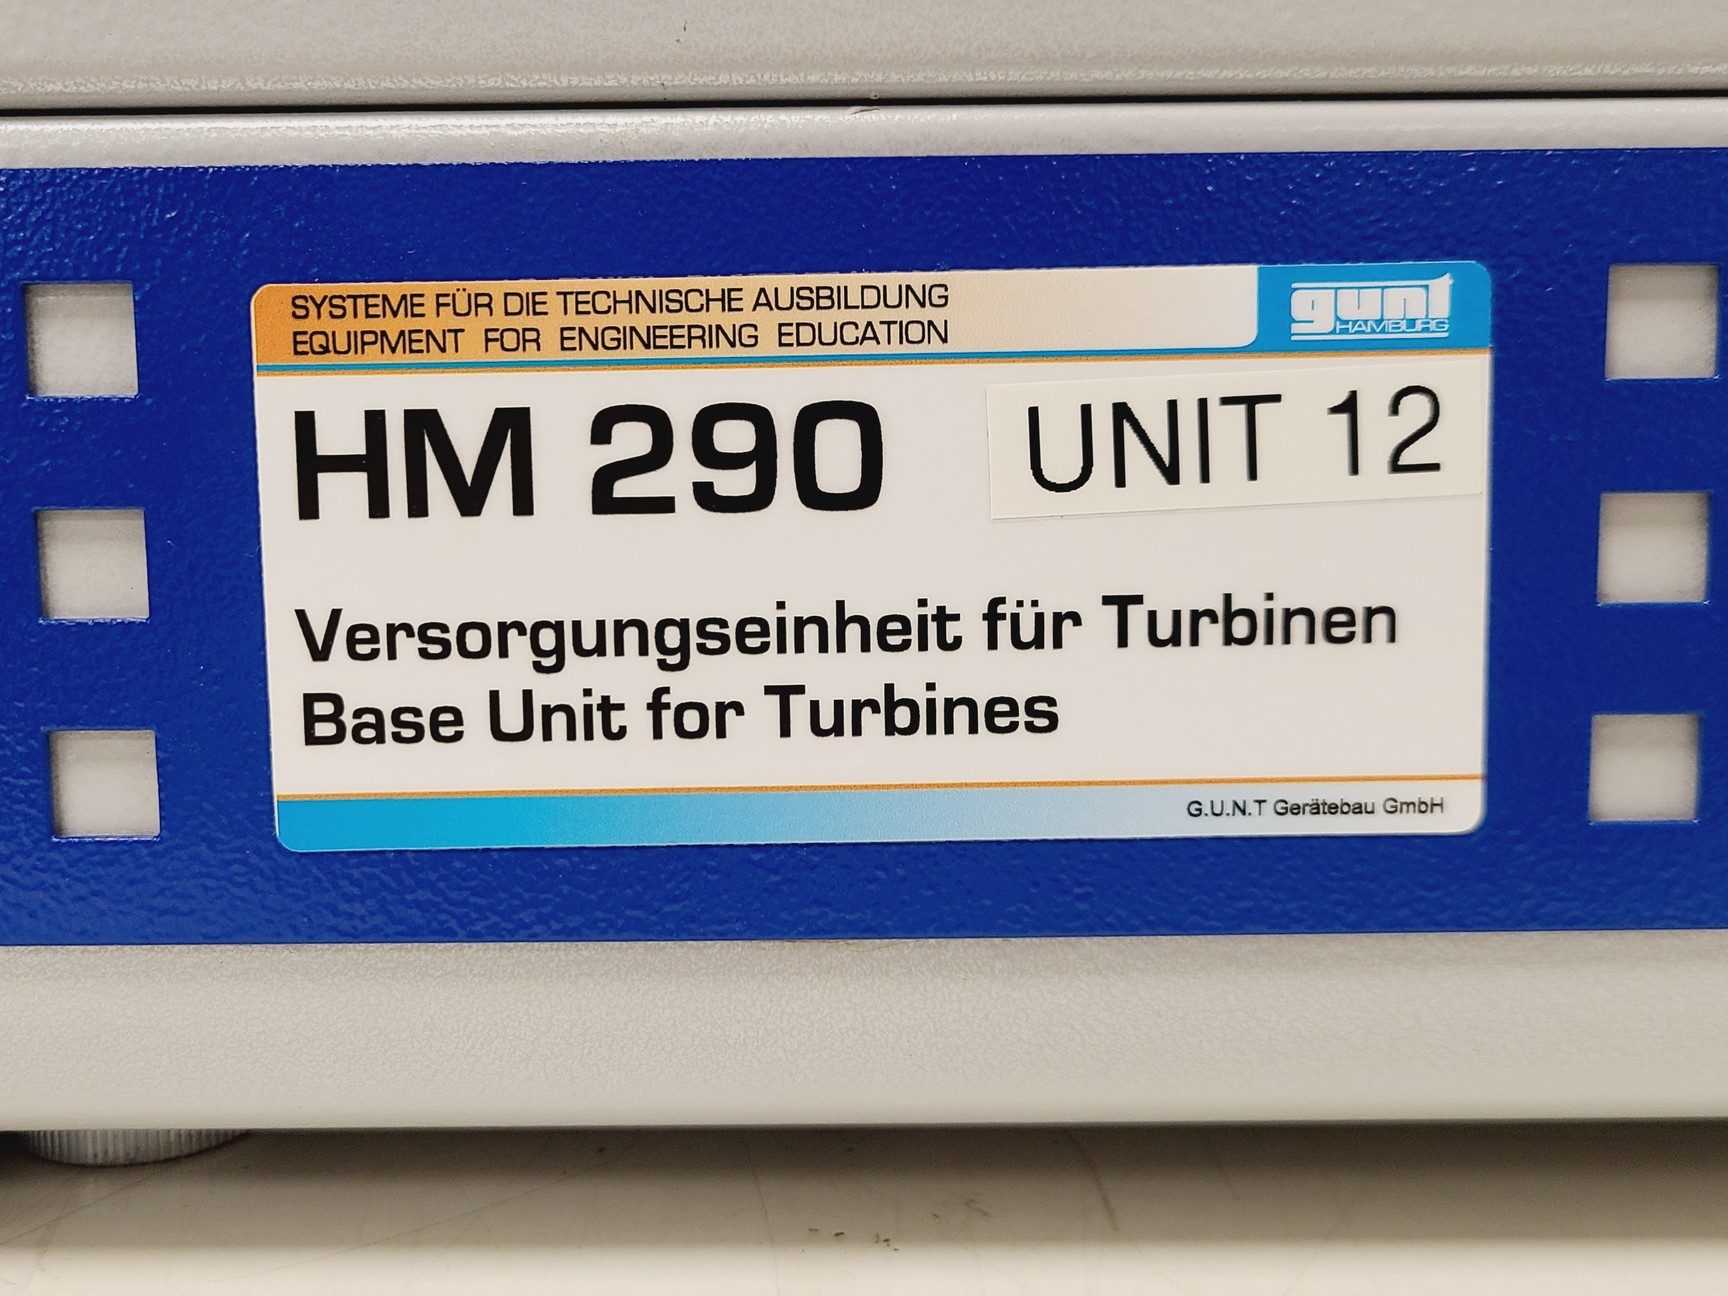 SYSTEME FÜR DIE TECHNISCHE AUSBILDUNG
EQUIPMENT FOR ENGINEERING EDUCATION
gunt
HAMBURG
HM 290
UNIT 12
Versorgungseinheit für Turbinen
Base Unit for Turbines
G.U.N.T Gerätebau GmbH